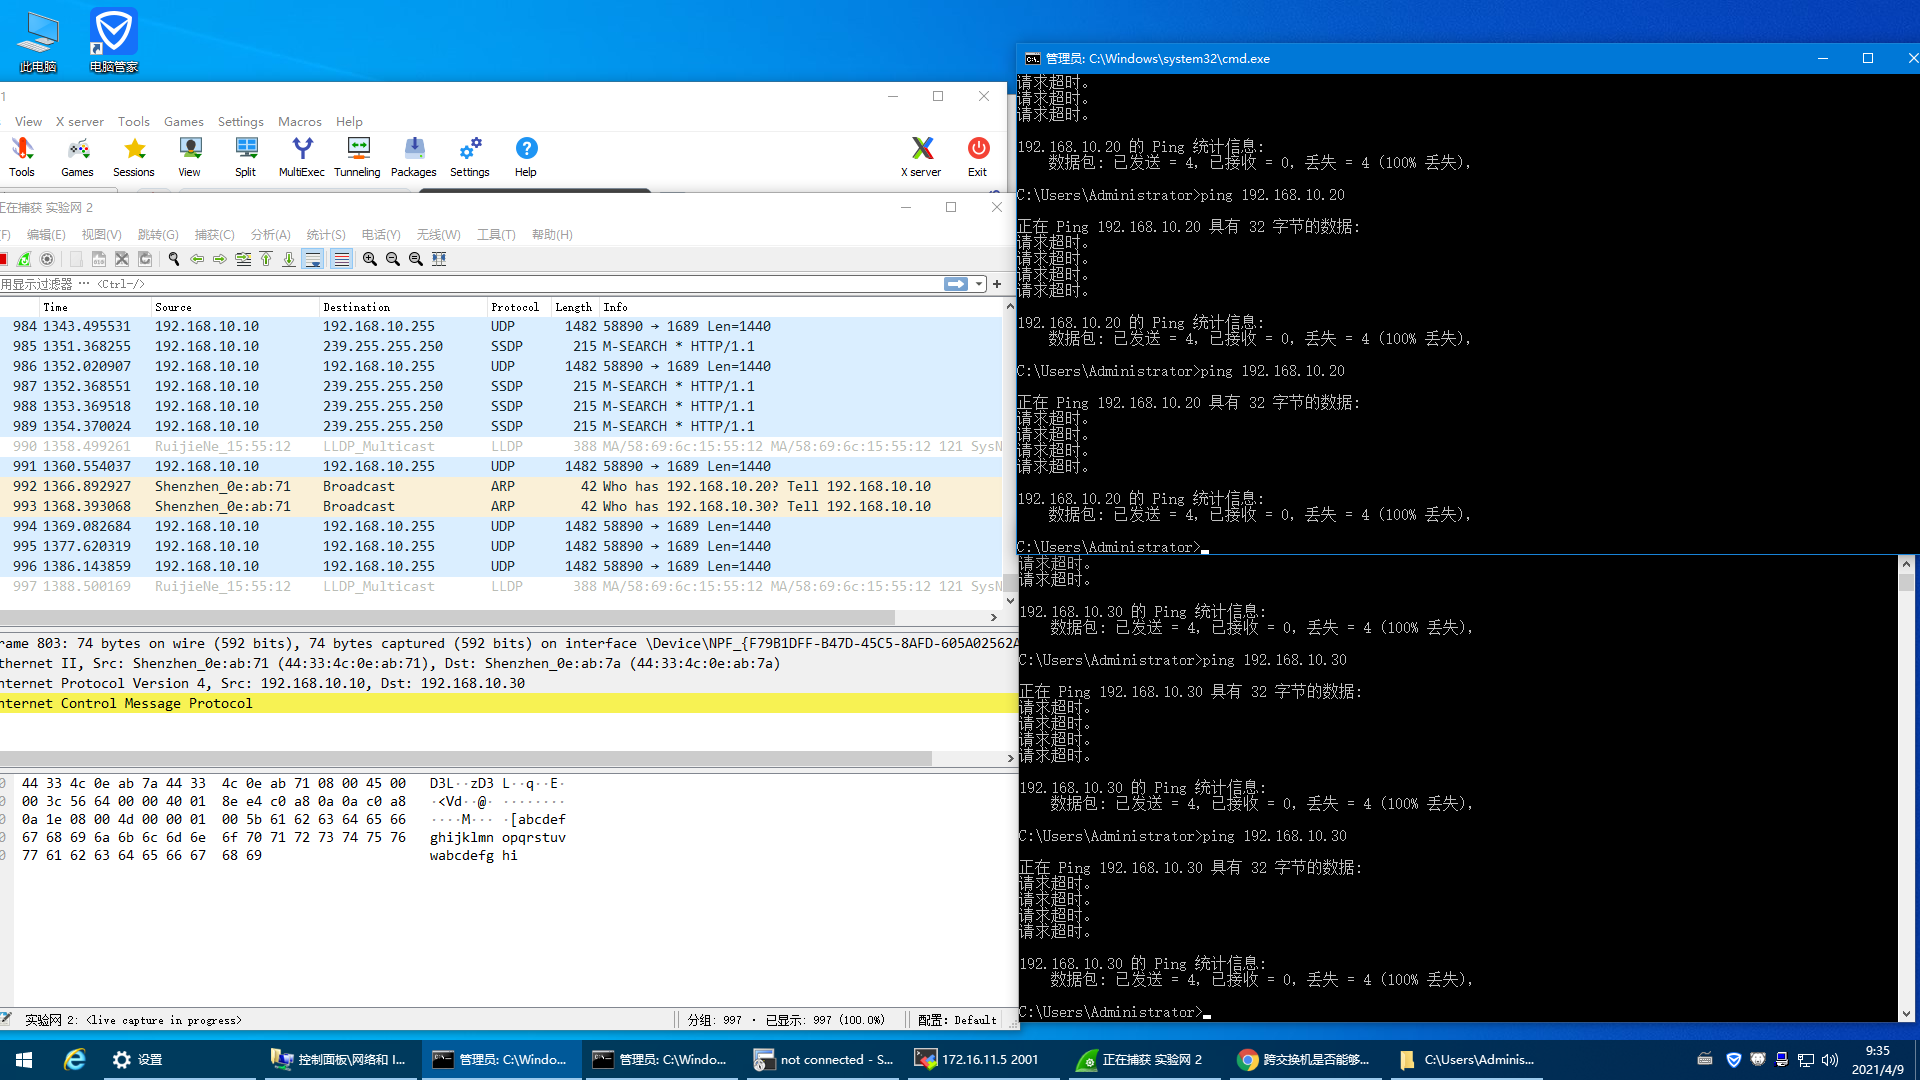 此电脑
电脑管家
1
View X server Tools Games Settings Macros Help
Tools Games Sessions View Split MultiExec Tunneling Packages Settings Help X server Exit
正在捕获 实验网 2
(F) 编辑(E) 视图(V) 跳转(G) 捕获(C) 分析(A) 统计(S) 电话(Y) 无线(W) 工具(T) 帮助(H)
用显示过滤器 … <Ctrl-/>
Time Source Destination Protocol Length Info
984 1343.495531 192.168.10.10 192.168.10.255 UDP 1482 58890 → 1689 Len=1440
985 1351.368255 192.168.10.10 239.255.255.250 SSDP 215 M-SEARCH * HTTP/1.1
986 1352.020907 192.168.10.10 192.168.10.255 UDP 1482 58890 → 1689 Len=1440
987 1352.368551 192.168.10.10 239.255.255.250 SSDP 215 M-SEARCH * HTTP/1.1
988 1353.369518 192.168.10.10 239.255.255.250 SSDP 215 M-SEARCH * HTTP/1.1
989 1354.370024 192.168.10.10 239.255.255.250 SSDP 215 M-SEARCH * HTTP/1.1
990 1358.499261 RuijieNe_15:55:12 LLDP_Multicast LLDP 388 MA/58:69:6c:15:55:12 MA/58:69:6c:15:55:12 121 SysN
991 1360.554037 192.168.10.10 192.168.10.255 UDP 1482 58890 → 1689 Len=1440
992 1366.892927 Shenzhen_0e:ab:71 Broadcast ARP 42 Who has 192.168.10.20? Tell 192.168.10.10
993 1368.393068 Shenzhen_0e:ab:71 Broadcast ARP 42 Who has 192.168.10.30? Tell 192.168.10.10
994 1369.082684 192.168.10.10 192.168.10.255 UDP 1482 58890 → 1689 Len=1440
995 1377.620319 192.168.10.10 192.168.10.255 UDP 1482 58890 → 1689 Len=1440
996 1386.143859 192.168.10.10 192.168.10.255 UDP 1482 58890 → 1689 Len=1440
997 1388.500169 RuijieNe_15:55:12 LLDP_Multicast LLDP 388 MA/58:69:6c:15:55:12 MA/58:69:6c:15:55:12 121 SysN
rame 803: 74 bytes on wire (592 bits), 74 bytes captured (592 bits) on interface \Device\NPF_{F79B1DFF-B47D-45C5-8AFD-605A02562A
thernet II, Src: Shenzhen_0e:ab:71 (44:33:4c:0e:ab:71), Dst: Shenzhen_0e:ab:7a (44:33:4c:0e:ab:7a)
nternet Protocol Version 4, Src: 192.168.10.10, Dst: 192.168.10.30
nternet Control Message Protocol
0 44 33 4c 0e ab 7a 44 33 4c 0e ab 71 08 00 45 00 D3L··zD3 L··q··E·
0 00 3c 56 64 00 00 40 01 8e e4 c0 a8 0a 0a c0 a8 ·<Vd··@· ········
0 0a 1e 08 00 4d 00 00 01 00 5b 61 62 63 64 65 66 ····M··· ·[abcdef
0 67 68 69 6a 6b 6c 6d 6e 6f 70 71 72 73 74 75 76 ghijklmn opqrstuv
0 77 61 62 63 64 65 66 67 68 69 wabcdefg hi
实验网 2: <live capture in progress> 分组: 997 · 已显示: 997 (100.0%) 配置: Default
管理员: C:\Windows\system32\cmd.exe
请求超时。
请求超时。
请求超时。
192.168.10.20 的 Ping 统计信息:
数据包: 已发送 = 4，已接收 = 0，丢失 = 4 (100% 丢失)，
C:\Users\Administrator>ping 192.168.10.20
正在 Ping 192.168.10.20 具有 32 字节的数据:
请求超时。
请求超时。
请求超时。
请求超时。
192.168.10.20 的 Ping 统计信息:
数据包: 已发送 = 4，已接收 = 0，丢失 = 4 (100% 丢失)，
C:\Users\Administrator>ping 192.168.10.20
正在 Ping 192.168.10.20 具有 32 字节的数据:
请求超时。
请求超时。
请求超时。
请求超时。
192.168.10.20 的 Ping 统计信息:
数据包: 已发送 = 4，已接收 = 0，丢失 = 4 (100% 丢失)，
C:\Users\Administrator>
请求超时。
请求超时。
192.168.10.30 的 Ping 统计信息:
数据包: 已发送 = 4，已接收 = 0，丢失 = 4 (100% 丢失)，
C:\Users\Administrator>ping 192.168.10.30
正在 Ping 192.168.10.30 具有 32 字节的数据:
请求超时。
请求超时。
请求超时。
请求超时。
192.168.10.30 的 Ping 统计信息:
数据包: 已发送 = 4，已接收 = 0，丢失 = 4 (100% 丢失)，
C:\Users\Administrator>ping 192.168.10.30
正在 Ping 192.168.10.30 具有 32 字节的数据:
请求超时。
请求超时。
请求超时。
请求超时。
192.168.10.30 的 Ping 统计信息:
数据包: 已发送 = 4，已接收 = 0，丢失 = 4 (100% 丢失)，
C:\Users\Administrator>
设置 控制面板\网络和 I... 管理员: C:\Windo... 管理员: C:\Windo... not connected - S... 172.16.11.5 2001 正在捕获 实验网 2 跨交换机是否能够... C:\Users\Adminis...
9:35
2021/4/9